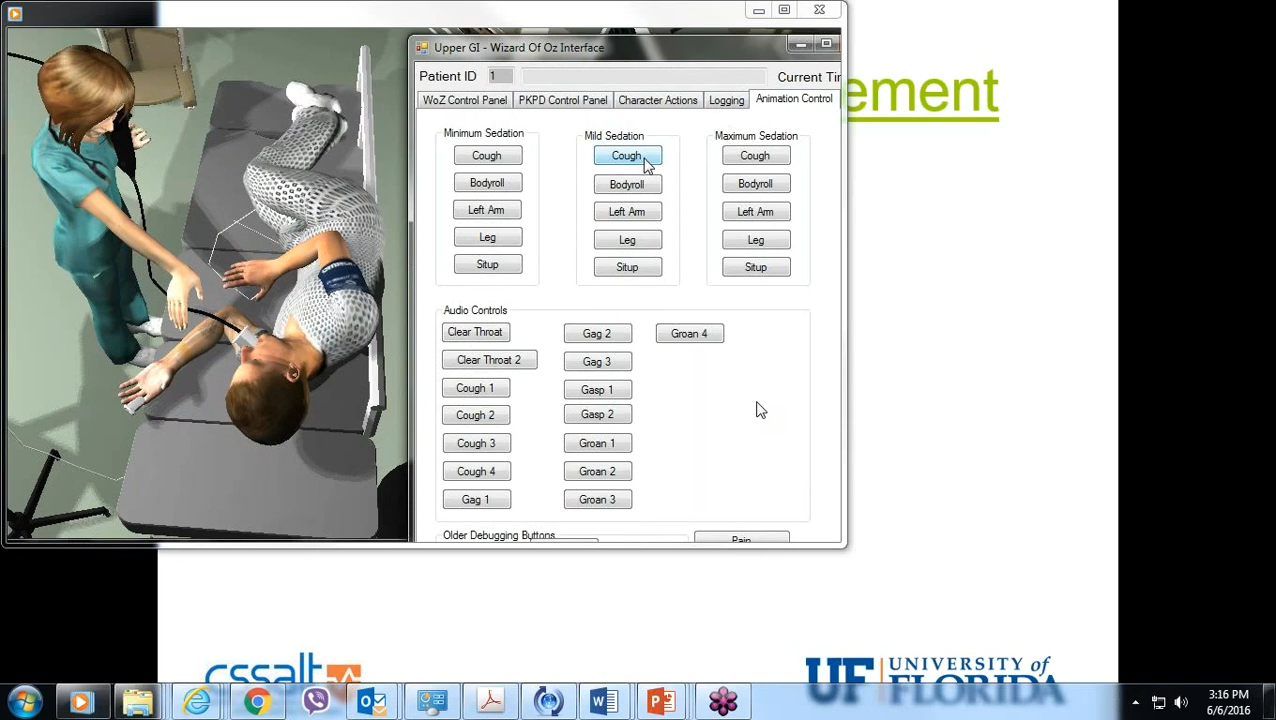 Upper GI - Wizard Of Oz Interface
Patient ID 1 Current Tir
WoZ Control Panel PKPD Control Panel Character Actions Logging Animation Control
ement
Minimum Sedation Mild Sedation Maximum Sedation
Cough Cough Cough
Bodyroll Bodyroll Bodyroll
Left Arm Left Arm Left Arm
Leg Leg Leg
Situp Situp Situp
Audio Controls
Clear Throat Gag 2 Groan 4
Clear Throat 2 Gag 3
Cough 1 Gasp 1
Cough 2 Gasp 2
Cough 3 Groan 1
Cough 4 Groan 2
Gag 1 Groan 3
Older Debugging Buttons Pain
cssalt
UF UNIVERSITY of
FLORIDA
3:16 PM
6/6/2016